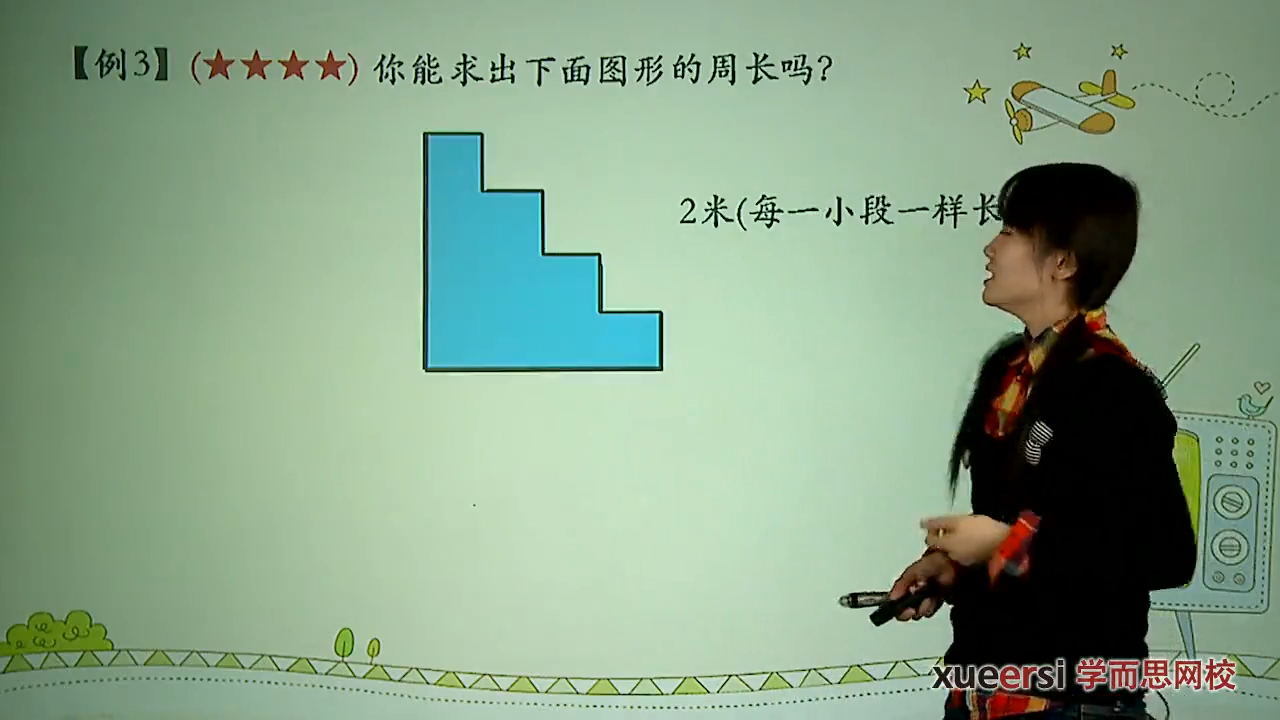 【例3】(★★★★) 你能求出下面图形的周长吗?
2米(每一小段一样长
xueersi 学而思网校